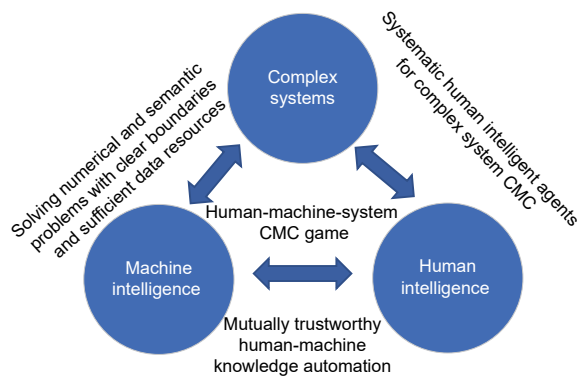 Complex
systems
Solving numerical and semantic
problems with clear boundaries
and sufficient data resources
Systematic human intelligent agents
for complex system CMC
Human-machine-system
CMC game
Machine
intelligence
Human
intelligence
Mutually trustworthy
human-machine
knowledge automation